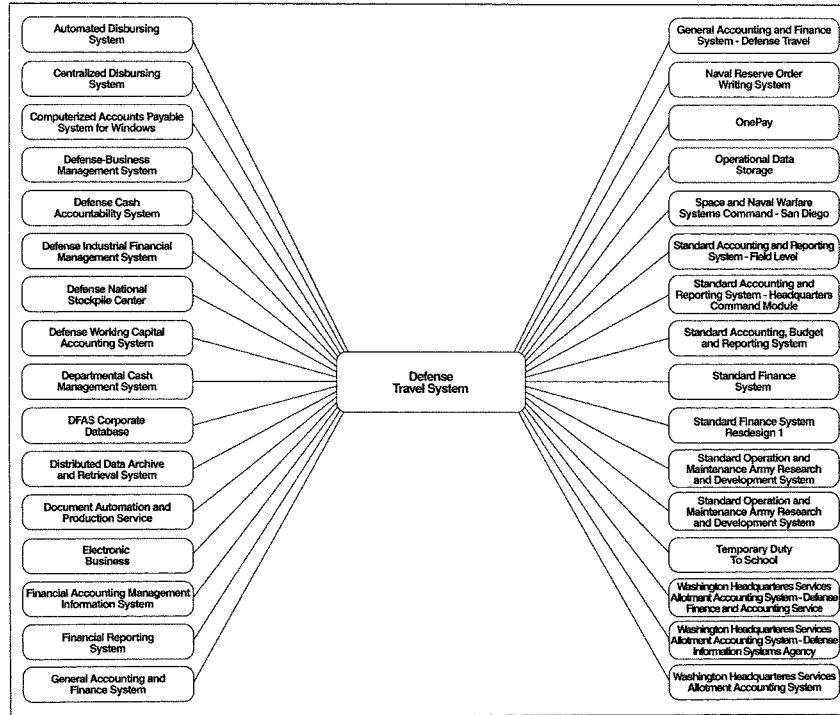 Automated Disbursing
System
Centralized Disbursing
System
Computerized Accounts Payable
System for Windows
Defense-Business
Management System
Defense Cash
Accountability System
Defense Industrial Financial
Management System
Defense National
Stockpile Center
Defense Working Capital
Accounting System
Departmental Cash
Management System
DFAS Corporate
Database
Distributed Data Archive
and Retrieval System
Document Automation and
Production Service
Electronic
Business
Financial Accounting Management
Information System
Financial Reporting
System
General Accounting and
Finance System
Defense
Travel System
General Accounting and Finance
System - Defense Travel
Naval Reserve Order
Writing System
OnePay
Operational Data
Storage
Space and Naval Warfare
Systems Command - San Diego
Standard Accounting and Reporting
System - Field Level
Standard Accounting and
Reporting System - Headquarters
Command Module
Standard Accounting, Budget
and Reporting System
Standard Finance
System
Standard Finance System
Resdesign 1
Standard Operation and
Maintenance Army Research
and Development System
Standard Operation and
Maintenance Army Research
and Development System
Temporary Duty
To School
Washington Headquarteres Services
Allotment Accounting System - Defense
Finance and Accounting Service
Washington Headquarteres Services
Allotment Accounting System - Defense
Information Systems Agency
Washington Headquarteres Services
Allotment Accounting System